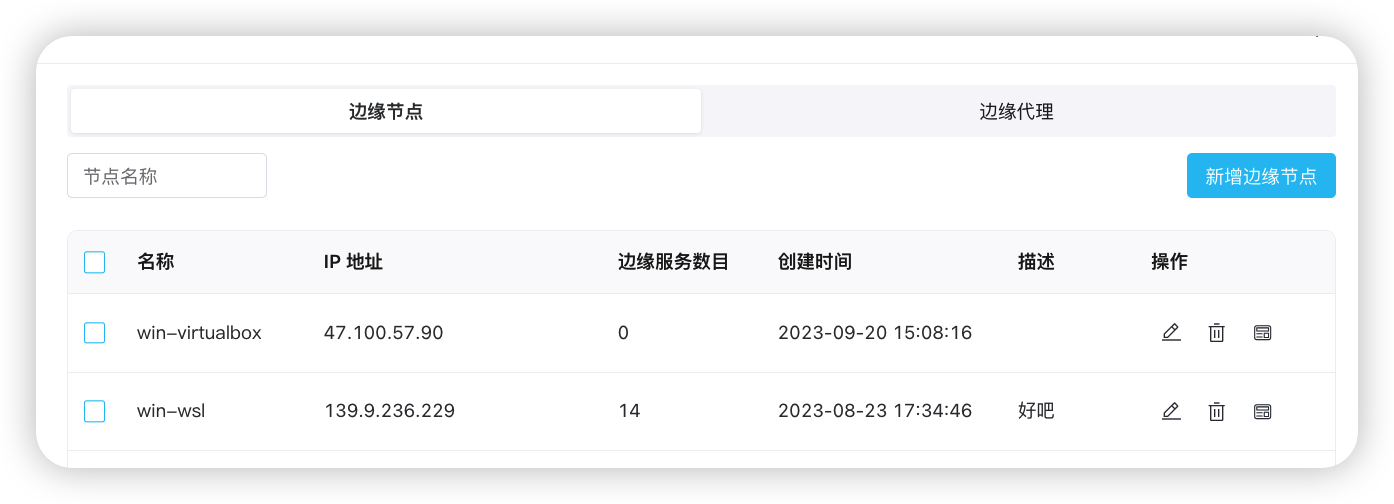 边缘节点 边缘代理
节点名称 新增边缘节点
名称 IP 地址 边缘服务数目 创建时间 描述 操作
win-virtualbox 47.100.57.90 0 2023-09-20 15:08:16
win-wsl 139.9.236.229 14 2023-08-23 17:34:46 好吧